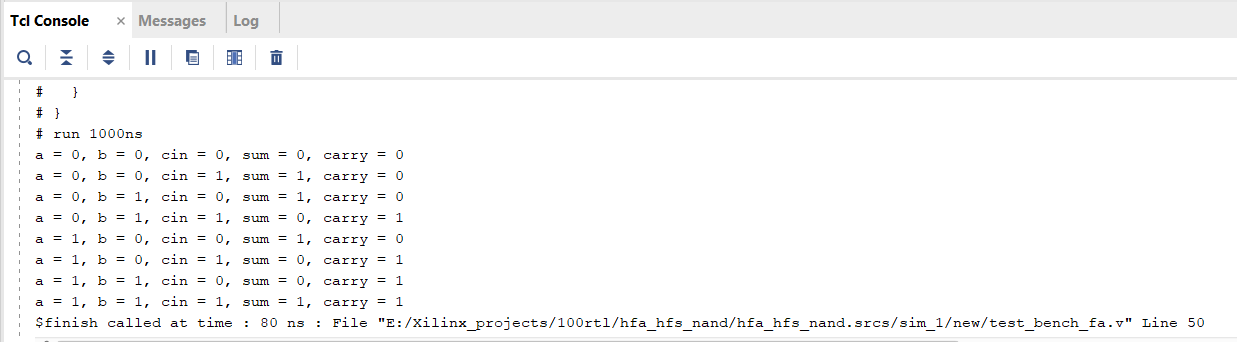 Tcl Console × Messages Log
# }
# }
# run 1000ns
a = 0, b = 0, cin = 0, sum = 0, carry = 0
a = 0, b = 0, cin = 1, sum = 1, carry = 0
a = 0, b = 1, cin = 0, sum = 1, carry = 0
a = 0, b = 1, cin = 1, sum = 0, carry = 1
a = 1, b = 0, cin = 0, sum = 1, carry = 0
a = 1, b = 0, cin = 1, sum = 0, carry = 1
a = 1, b = 1, cin = 0, sum = 0, carry = 1
a = 1, b = 1, cin = 1, sum = 1, carry = 1
$finish called at time : 80 ns : File "E:/Xilinx_projects/100rtl/hfa_hfs_nand/hfa_hfs_nand.srcs/sim_1/new/test_bench_fa.v" Line 50